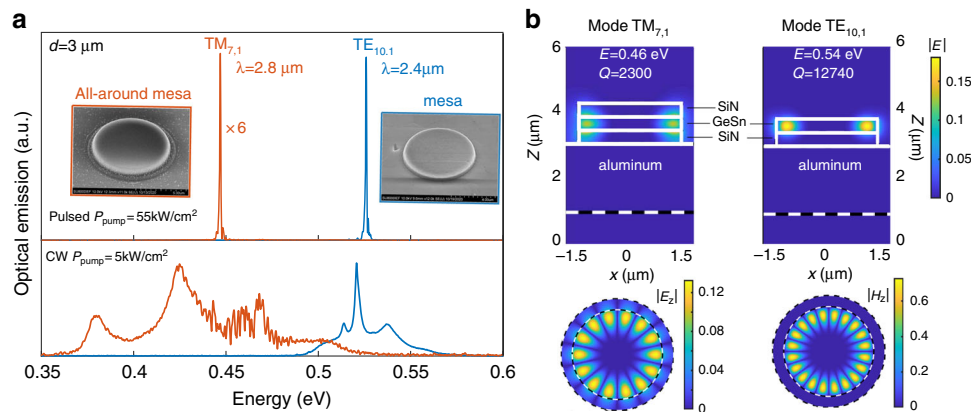 a
d=3 μm
TM7,1
λ=2.8 μm
TE10.1
λ=2.4μm
All-around mesa
×6
mesa
Pulsed Ppump=55kW/cm²
CW Ppump=5kW/cm²
Optical emission (a.u.)
0.35 0.4 0.45 0.5 0.55 0.6
Energy (eV)
b
Mode TM7,1
Mode TE10,1
E=0.46 eV
Q=2300
E=0.54 eV
Q=12740
SiN
GeSn
SiN
aluminum
aluminum
6
4
2
0
Z(μm)
–1.5 0 1.5
x (μm)
6
4
2
0
Z (μm)
–1.5 0 1.5
x (μm)
|E|
0.15
0.1
0.05
0
|Ez|
0.12
0.08
0.04
0
|Hz|
0.6
0.4
0.2
0